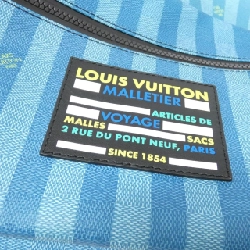 LOUIS VUITTON
MALLETIER
ARTICLES DE
VOYAGE
MALLES SACS
2 RUE DU PONT NEUF, PARIS
SINCE 1854